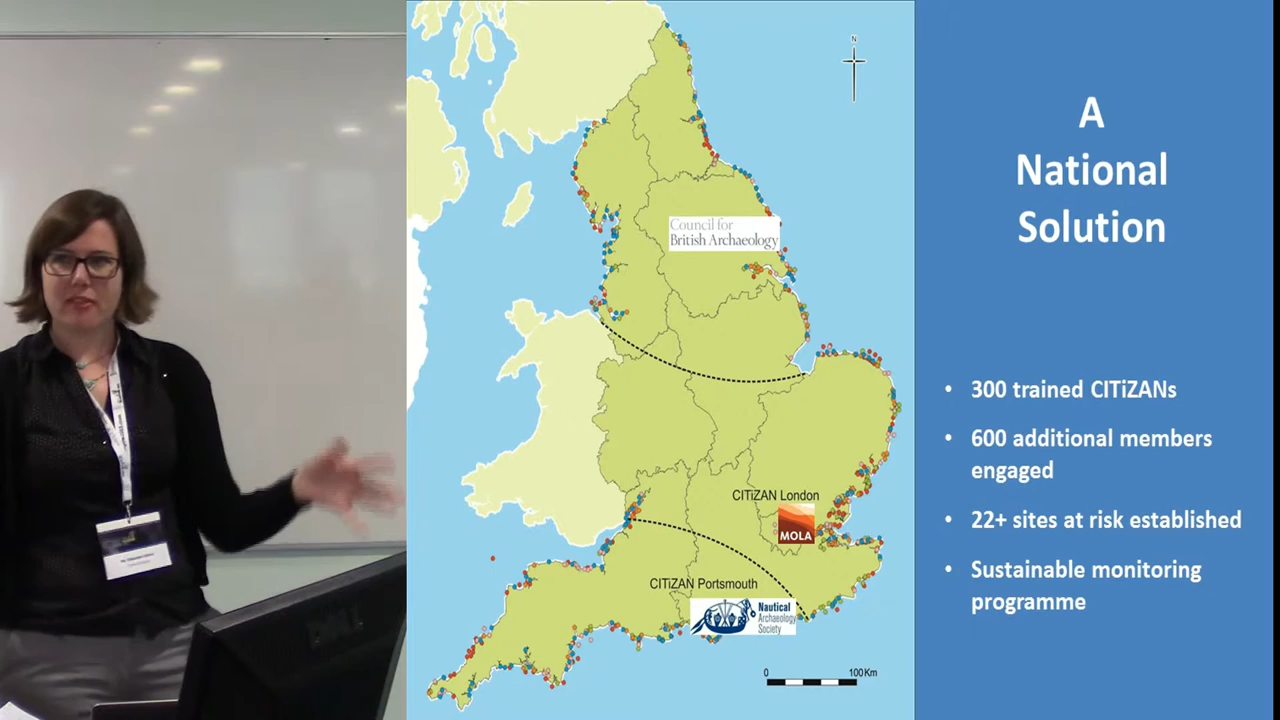 N
Council for
British Archaeology
CITiZAN London
MOLA
CITiZAN Portsmouth
Nautical
Archaeology
Society
0
100Km
A
National
Solution
• 300 trained CITiZANs
• 600 additional members
engaged
• 22+ sites at risk established
• Sustainable monitoring
programme